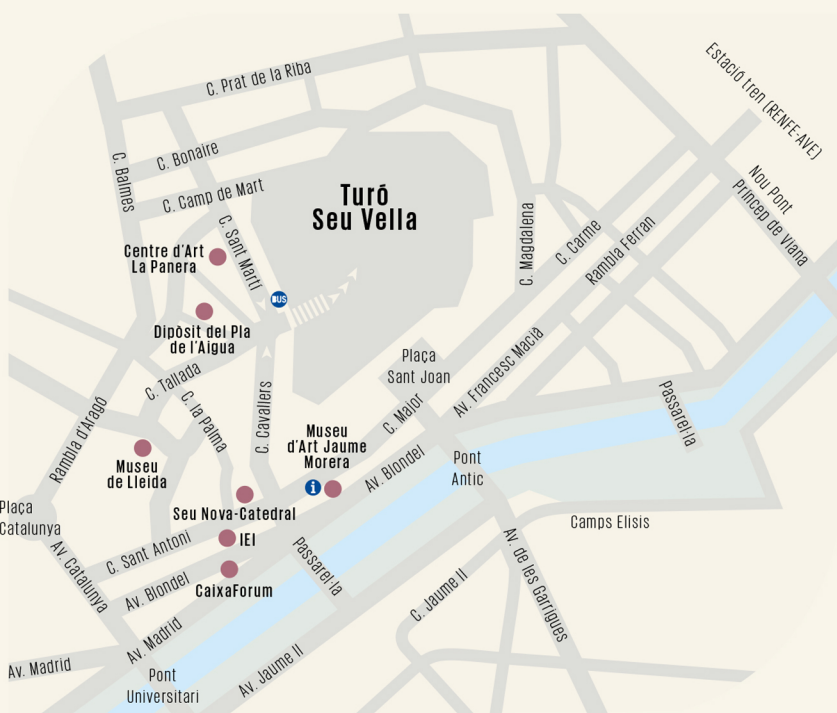 C. Prat de la Riba
Estació tren (RENFE-AVE)
C. Balmes
C. Bonaire
Nou Pont
Príncep de Viana
C. Camp de Mart
Turó
Seu Vella
C. Sant Martí
C. Magdalena
C. Carme
Rambla Ferran
Centre d'Art
La Panera
BUS
Dipòsit del Pla
de l'Aigua
Plaça
Sant Joan
Av. Francesc Macià
C. Tallada
C. la Palma
C. Cavallers
C. Major
Passarel·la
Rambla d'Aragó
Museu
d'Art Jaume
Morera
Museu
de Lleida
i
Av. Blondel
Pont
Antic
Plaça
Catalunya
Seu Nova-Catedral
IEI
C. Sant Antoni
Passarel·la
Camps Elisis
Av. Catalunya
Av. Blondel
CaixaForum
C. Jaume II
Av. de les Garrigues
Av. Madrid
Av. Madrid
Pont
Universitari
Av. Jaume II